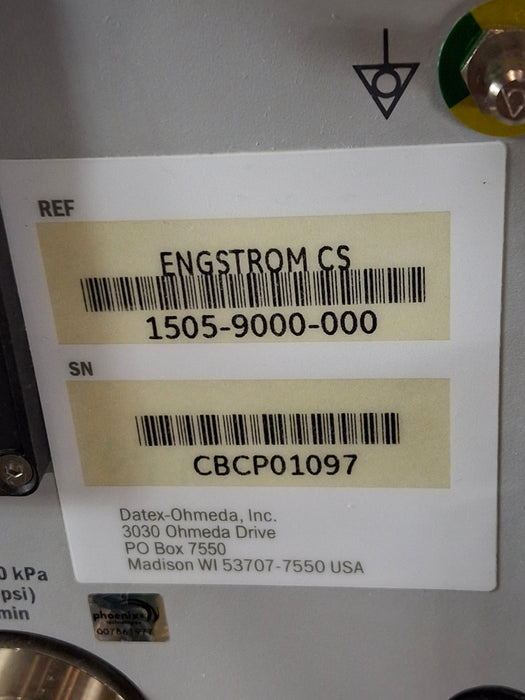 REF
ENGSTROM CS
1505-9000-000
SN
CBCP01097
Datex-Ohmeda, Inc.
3030 Ohmeda Drive
PO Box 7550
Madison WI 53707-7550 USA
0 kPa
psi)
min
phoenix